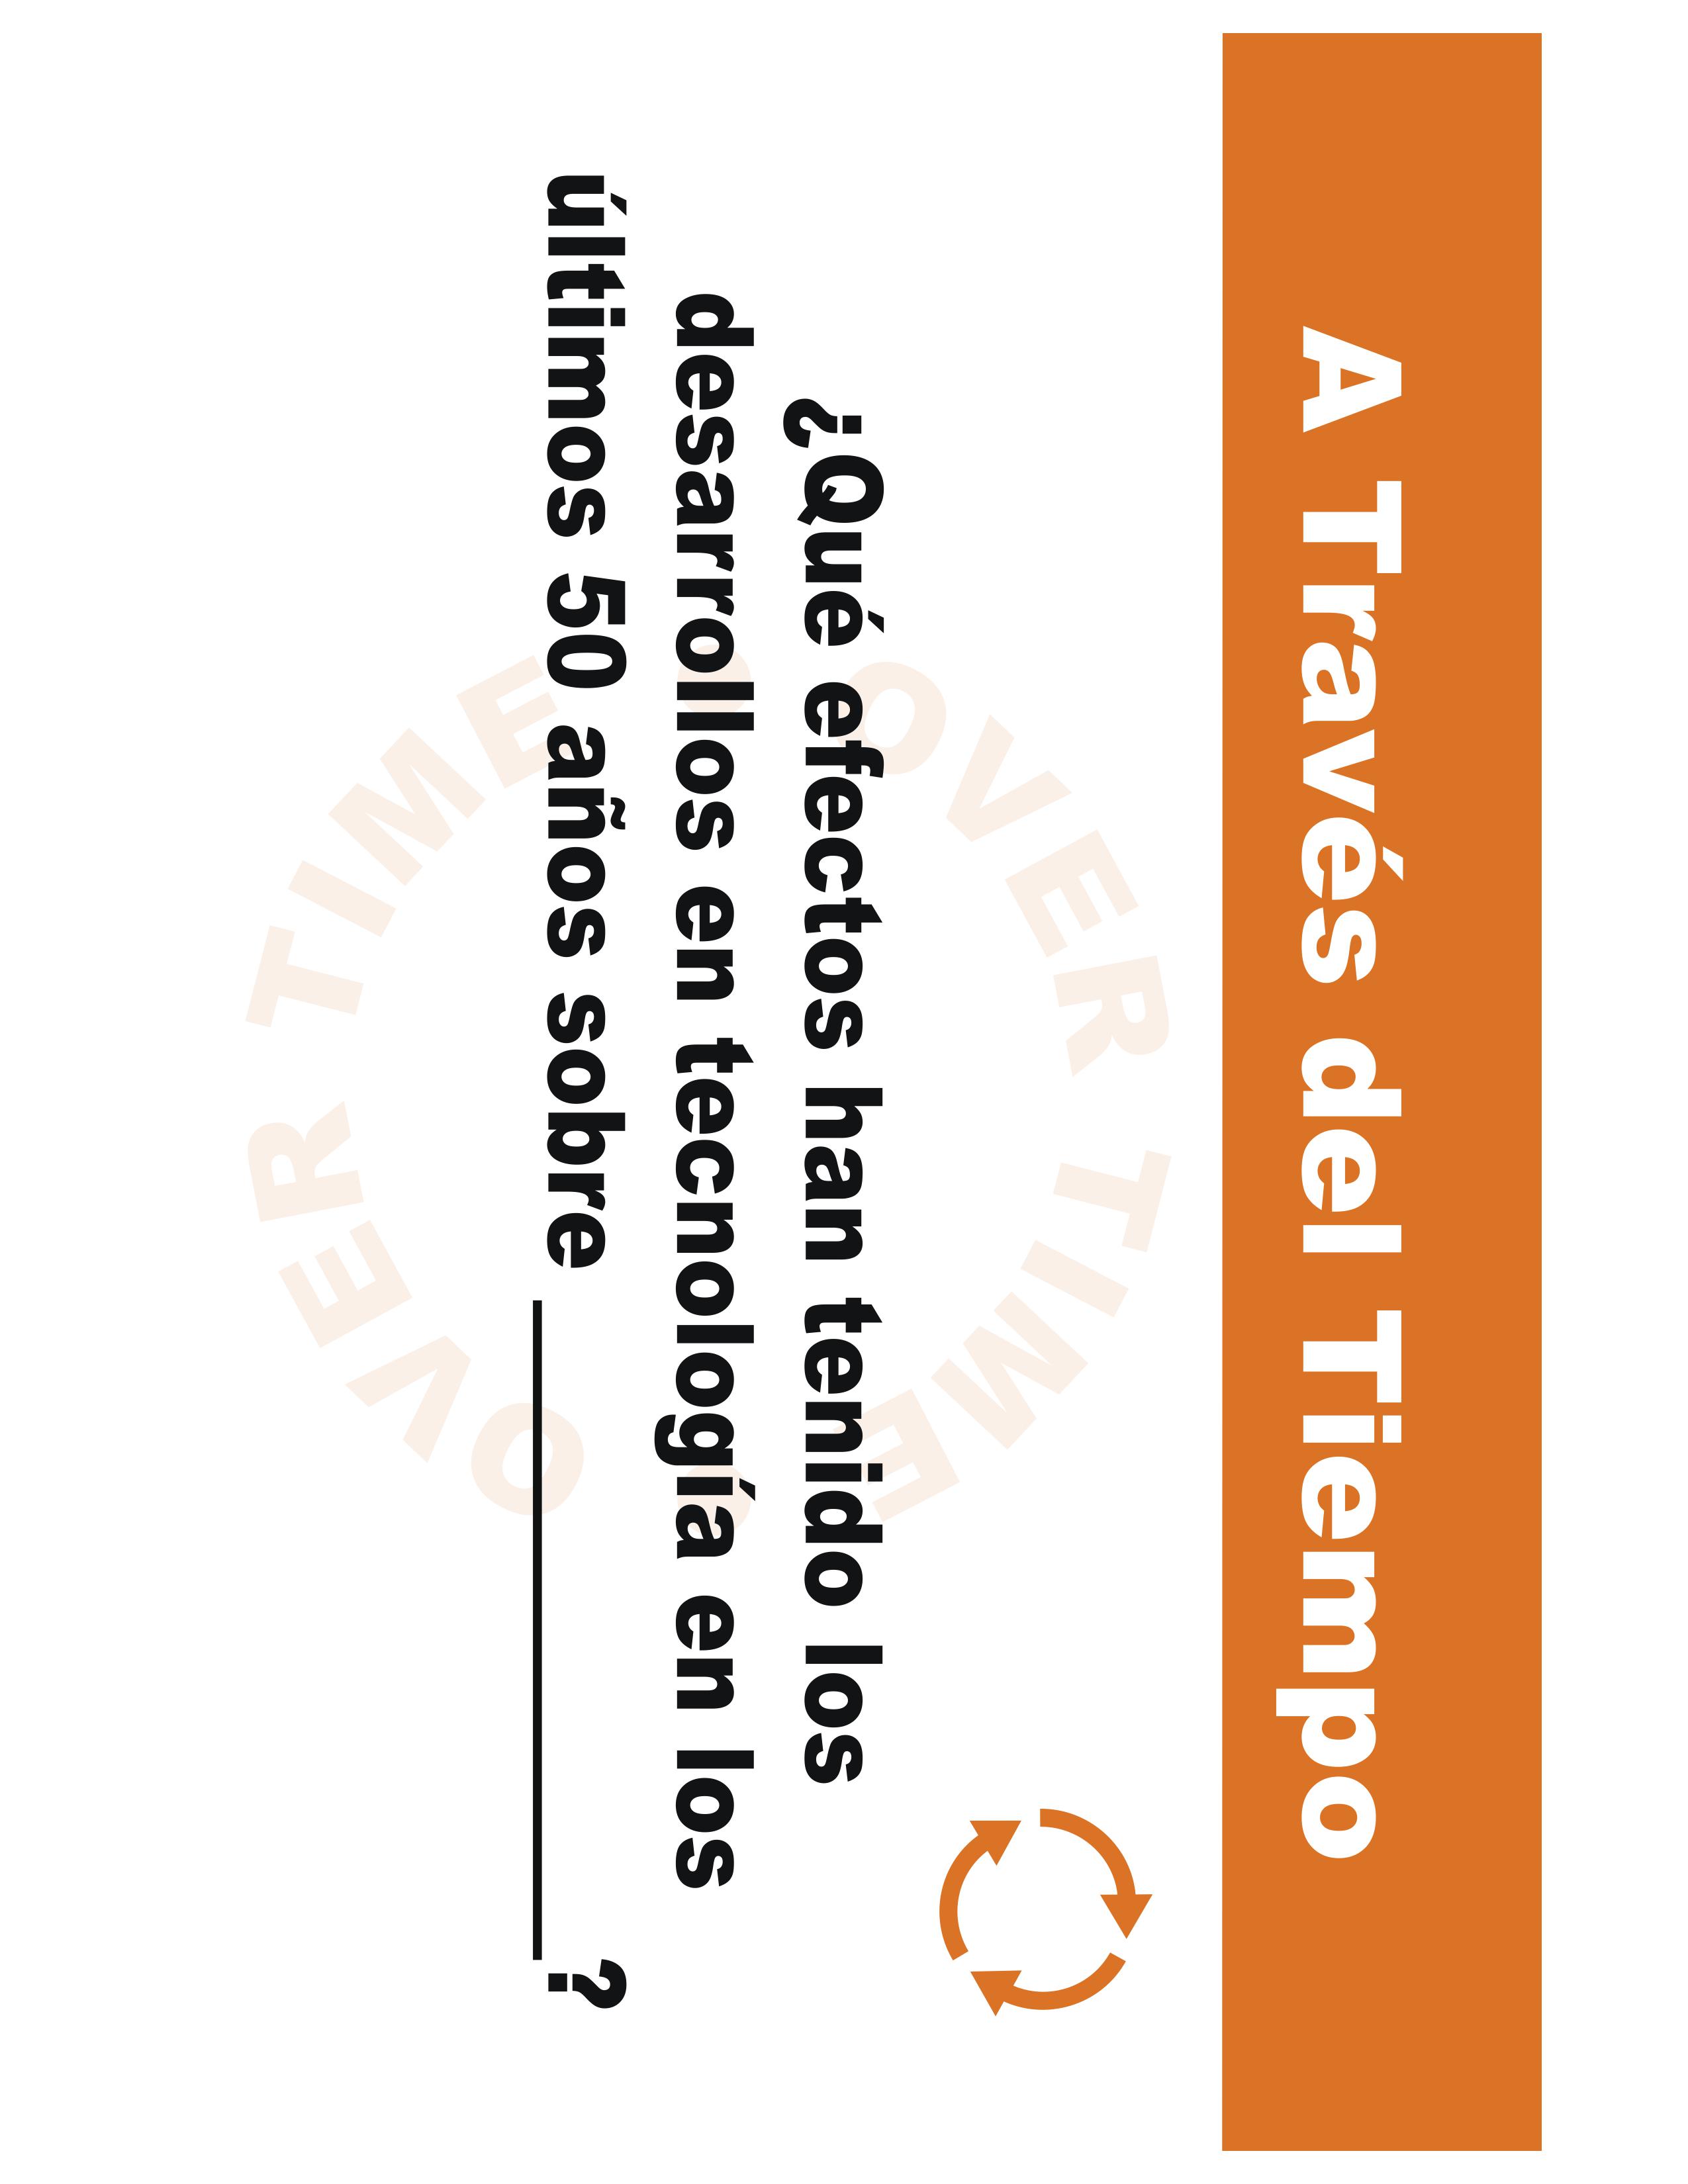 A Través del Tiempo
OVER TIME
¿Qué efectos han tenido los
desarrollos en tecnología en los
últimos 50 años sobre ____________?
OVER TIME